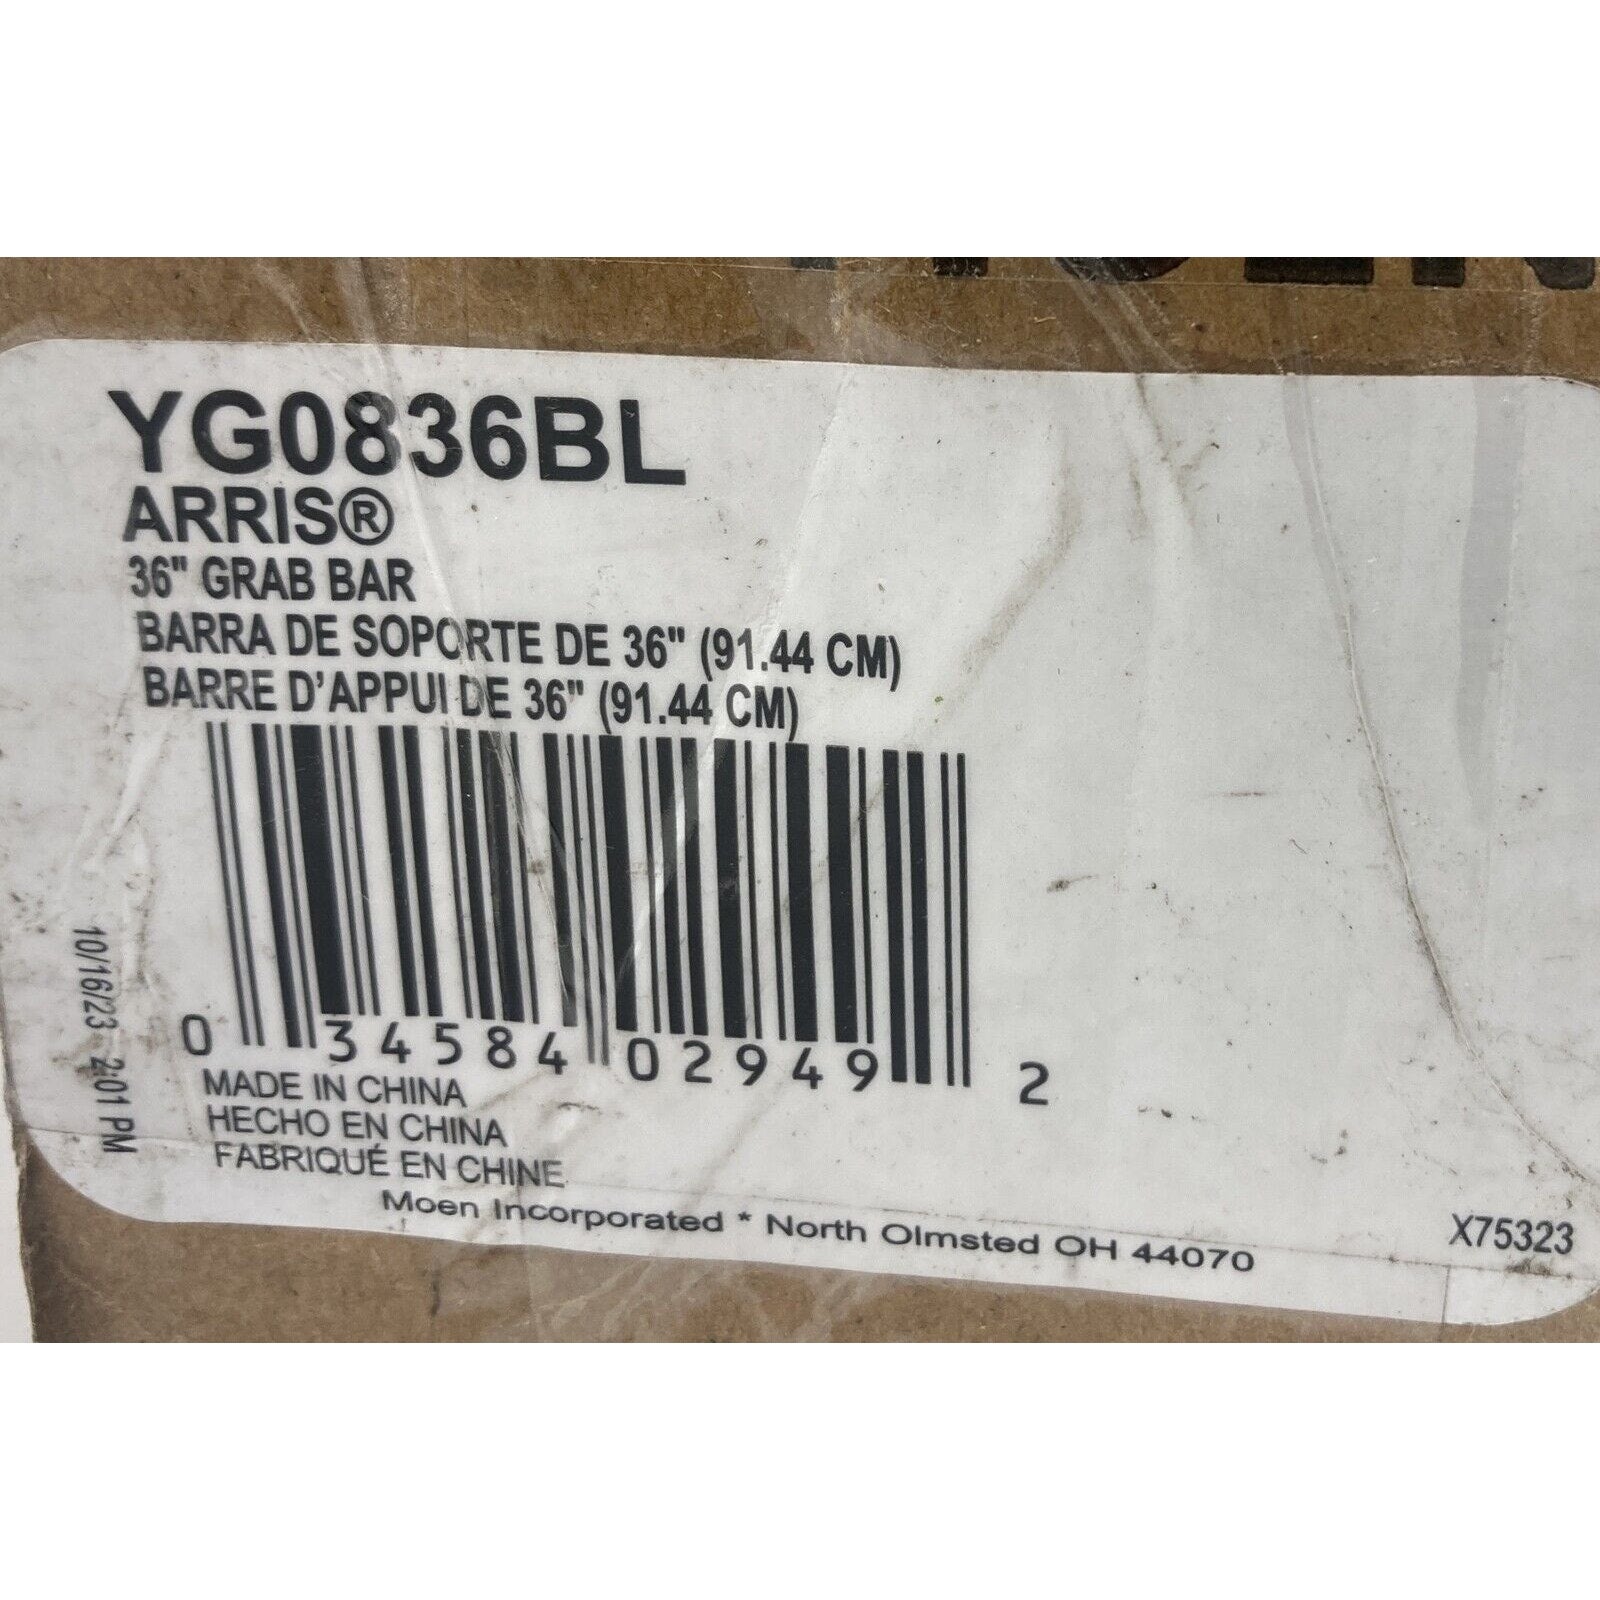 YG0836BL
ARRIS®
36" GRAB BAR
BARRA DE SOPORTE DE 36" (91.44 CM)
BARRE D'APPUI DE 36" (91.44 CM)
0 34584 02949 2
10/16/23 2:01 PM
MADE IN CHINA
HECHO EN CHINA
FABRIQUÉ EN CHINE
Moen Incorporated * North Olmsted OH 44070
X75323